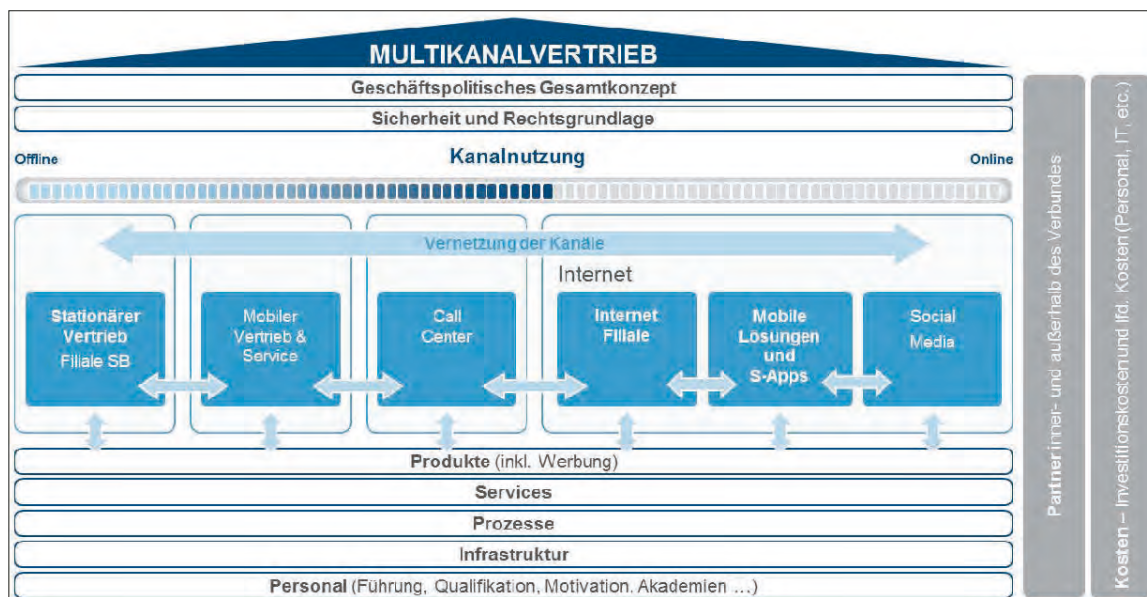 MULTIKANALVERTRIEB
Geschäftspolitisches Gesamtkonzept
Sicherheit und Rechtsgrundlage
Offline
Kanalnutzung
Online
Vernetzung der Kanäle
Internet
Stationärer
Vertrieb
Filiale SB
Mobiler
Vertrieb &
Service
Call
Center
Internet
Filiale
Mobile
Lösungen
und
S-Apps
Social
Media
Produkte (inkl. Werbung)
Services
Prozesse
Infrastruktur
Personal (Führung, Qualifikation, Motivation. Akademien ...)
Partner inner- und außerhalb des Verbundes
Kosten – Investitionskosten und lfd. Kosten (Personal, IT, etc.)